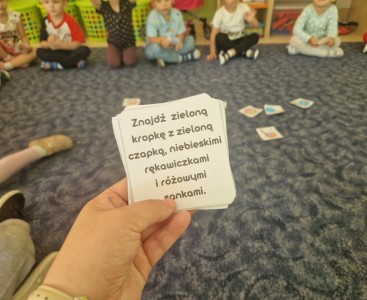 Znajdź zieloną
kropkę z zieloną
czapką, niebieskimi
rękawiczkami
i różowymi
sankami.